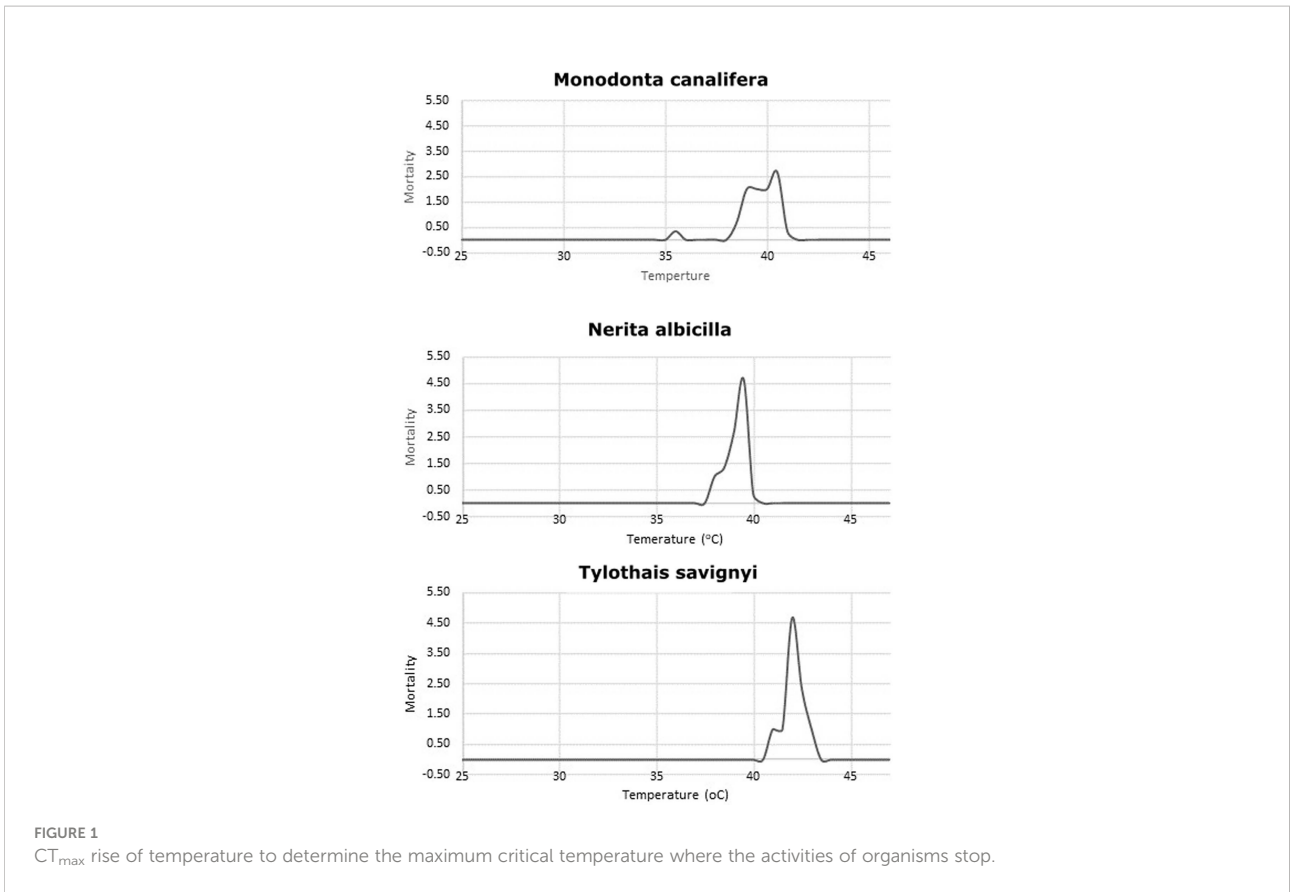 Monodonta canalifera
5.50
4.50
3.50
2.50
1.50
0.50
-0.50
Mortaity
25 30 35 40 45
Temperture
Nerita albicilla
5.50
4.50
3.50
2.50
1.50
0.50
-0.50
Mortality
25 30 35 40 45
Temerature (°C)
Tylothais savignyi
5.50
4.50
3.50
2.50
1.50
0.50
-0.50
Mortality
25 30 35 40 45
Temperature (oC)
FIGURE 1
CTmax rise of temperature to determine the maximum critical temperature where the activities of organisms stop.